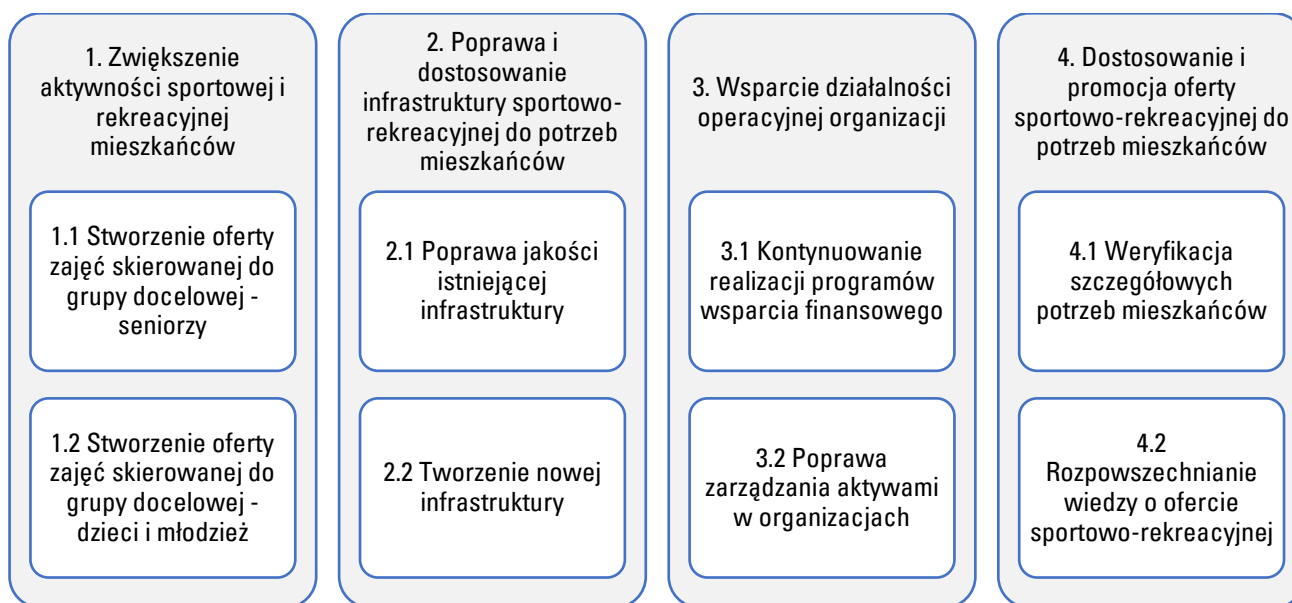 1. Zwiększenie
aktywności sportowej i
rekreacyjnej
mieszkańców
1.1 Stworzenie oferty
zajęć skierowanej do
grupy docelowej -
seniorzy
1.2 Stworzenie oferty
zajęć skierowanej do
grupy docelowej -
dzieci i młodzież
2. Poprawa i
dostosowanie
infrastruktury sportowo-
rekreacyjnej do potrzeb
mieszkańców
2.1 Poprawa jakości
istniejącej
infrastruktury
2.2 Tworzenie nowej
infrastruktury
3. Wsparcie działalności
operacyjnej organizacji
3.1 Kontynuowanie
realizacji programów
wsparcia finansowego
3.2 Poprawa
zarządzania aktywami
w organizacjach
4. Dostosowanie i
promocja oferty
sportowo-rekreacyjnej do
potrzeb mieszkańców
4.1 Weryfikacja
szczegółowych
potrzeb mieszkańców
4.2
Rozpowszechnianie
wiedzy o ofercie
sportowo-rekreacyjnej